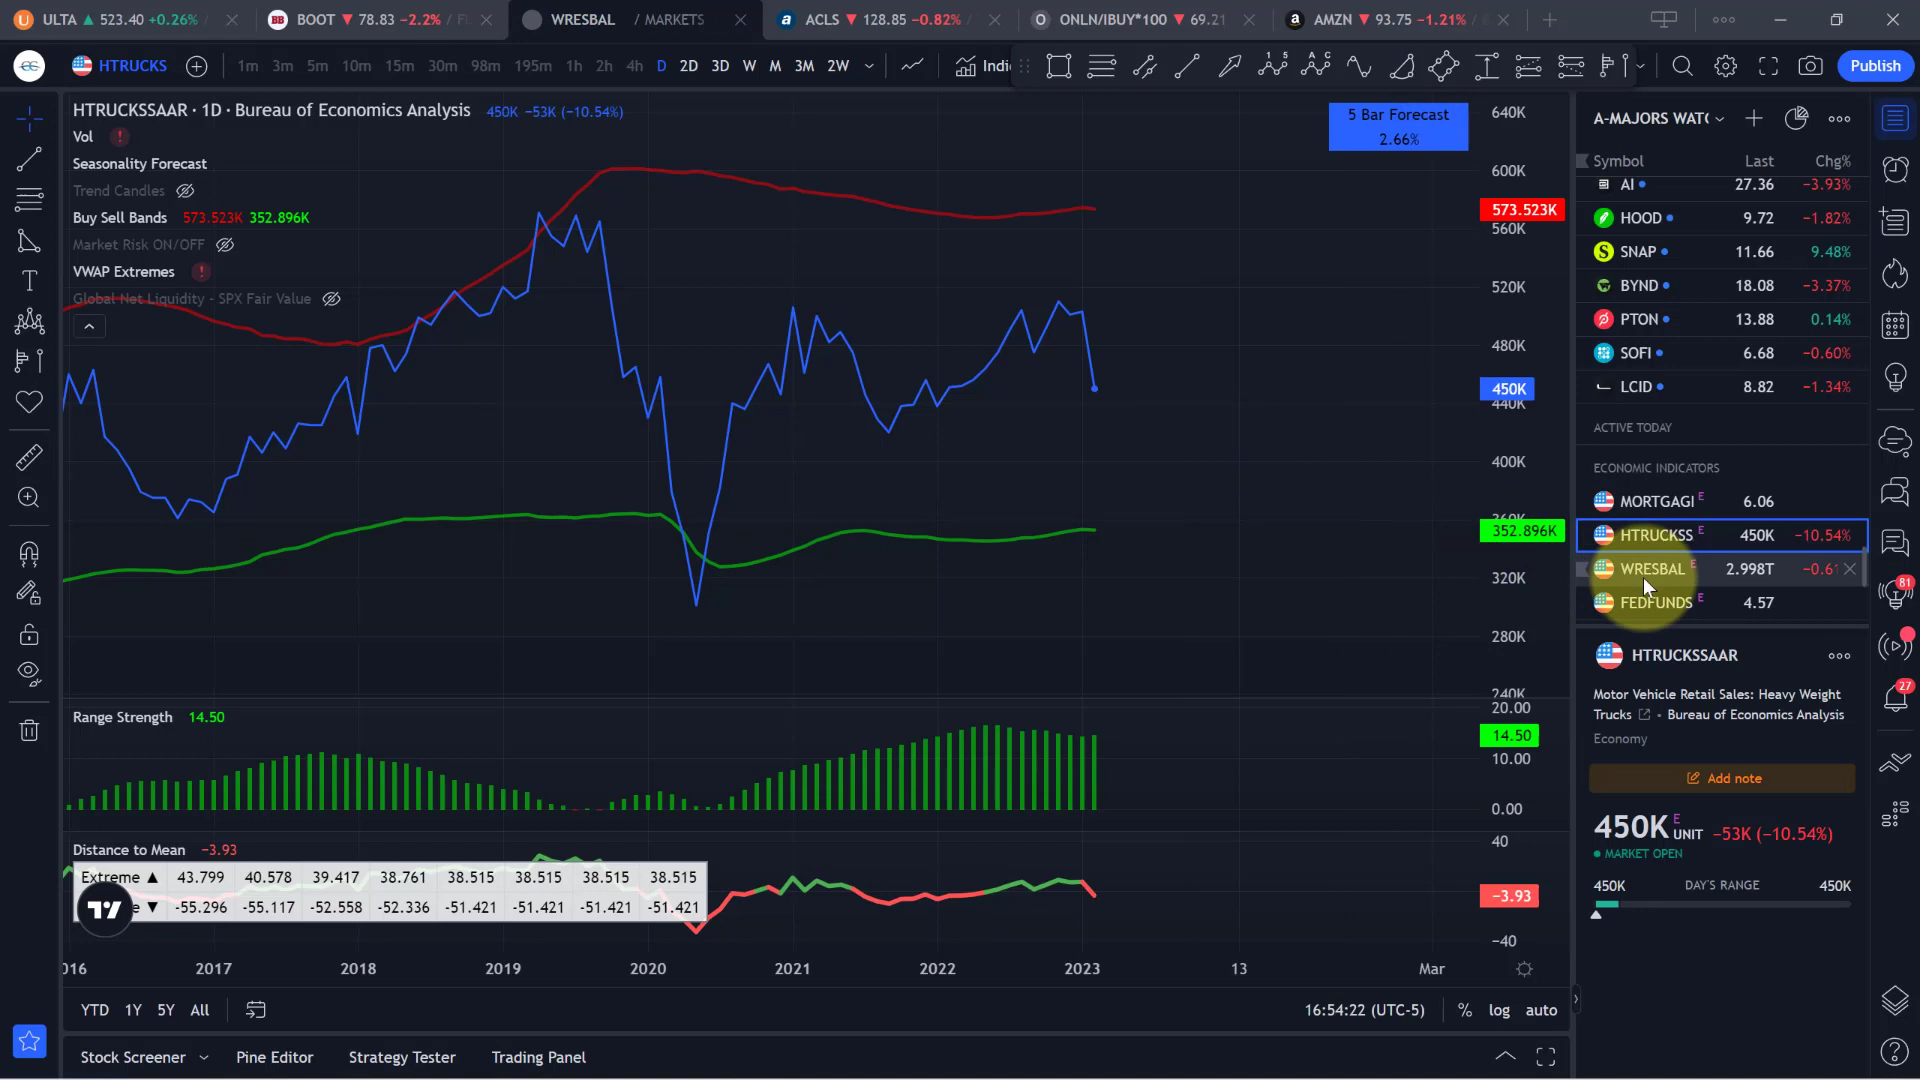 ULTA ▲ 523.40 +0.26%
BB BOOT ▼ 78.83 −2.2% / F
WRESBAL / MARKETS
ACLS ▼ 128.85 −0.82% /
ONLN/IBUY*100 ▼ 69.21
AMZN ▼ 93.75 −1.21% /
HTRUCKS 1m 3m 5m 10m 15m 30m 98m 195m 1h 2h 4h D 2D 3D W M 3M 2W Indi
Publish
HTRUCKSSAAR · 1D · Bureau of Economics Analysis 450K −53K (−10.54%)
Vol
Seasonality Forecast
Trend Candles
Buy Sell Bands 573.523K 352.896K
Market Risk ON/OFF
VWAP Extremes
Global Net Liquidity - SPX Fair Value
5 Bar Forecast
2.66%
640K
600K
573.523K
560K
520K
480K
450K
440K
400K
360K
352.896K
320K
280K
240K
Range Strength 14.50
20.00
14.50
10.00
0.00
Distance to Mean −3.93
Extreme ▲ 43.799 40.578 39.417 38.761 38.515 38.515 38.515 38.515
e ▼ -55.296 -55.117 -52.558 -52.336 -51.421 -51.421 -51.421 -51.421
40
−3.93
−40
2016 2017 2018 2019 2020 2021 2022 2023 13 Mar
YTD 1Y 5Y All
16:54:22 (UTC-5) % log auto
Stock Screener Pine Editor Strategy Tester Trading Panel
A-MAJORS WATC
Symbol Last Chg%
AI 27.36 −3.93%
HOOD 9.72 −1.82%
SNAP 11.66 9.48%
BYND 18.08 −3.37%
PTON 13.88 0.14%
SOFI 6.68 −0.60%
LCID 8.82 −1.34%
ACTIVE TODAY
ECONOMIC INDICATORS
MORTGAGI E 6.06
HTRUCKSS E 450K −10.54%
WRESBAL E 2.998T −0.61
FEDFUNDS E 4.57
HTRUCKSSAAR
Motor Vehicle Retail Sales: Heavy Weight
Trucks • Bureau of Economics Analysis
Economy
Add note
450K E UNIT −53K (−10.54%)
MARKET OPEN
450K DAY'S RANGE 450K
81
27